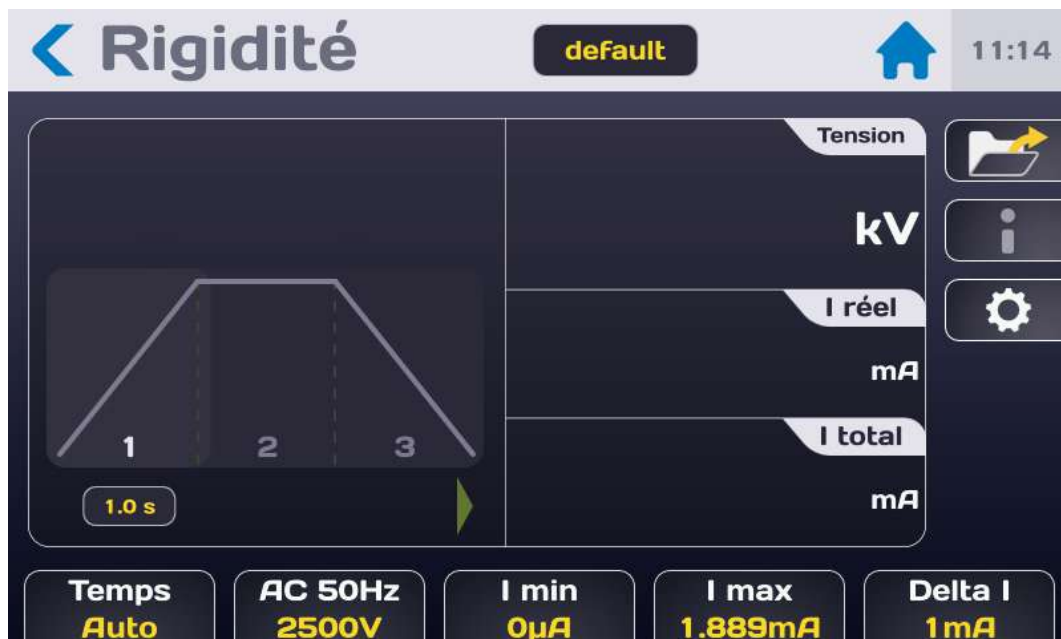 Rigidité
default
11:14
Tension
kV
I réel
mA
I total
mA
1 2 3
1.0 s
Temps AC 50Hz I min I max Delta I
Auto 2500V 0µA 1.889mA 1mA